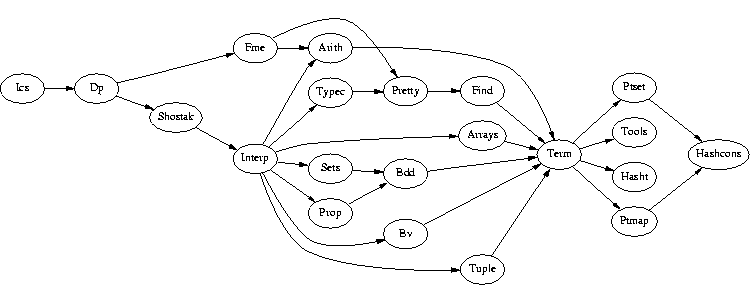 Ics
Dp
Fme
Shostak
Arith
Typec
Interp
Sets
Prop
Pretty
Bdd
Bv
Find
Arrays
Tuple
Term
Ptset
Tools
Hasht
Ptmap
Hashcons